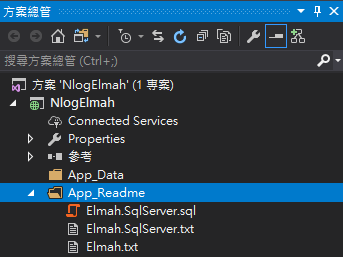 方案總管
搜尋方案總管 (Ctrl+;)
方案 'NlogElmah' (1 專案)
NlogElmah
Connected Services
Properties
參考
App_Data
App_Readme
Elmah.SqlServer.sql
Elmah.SqlServer.txt
Elmah.txt